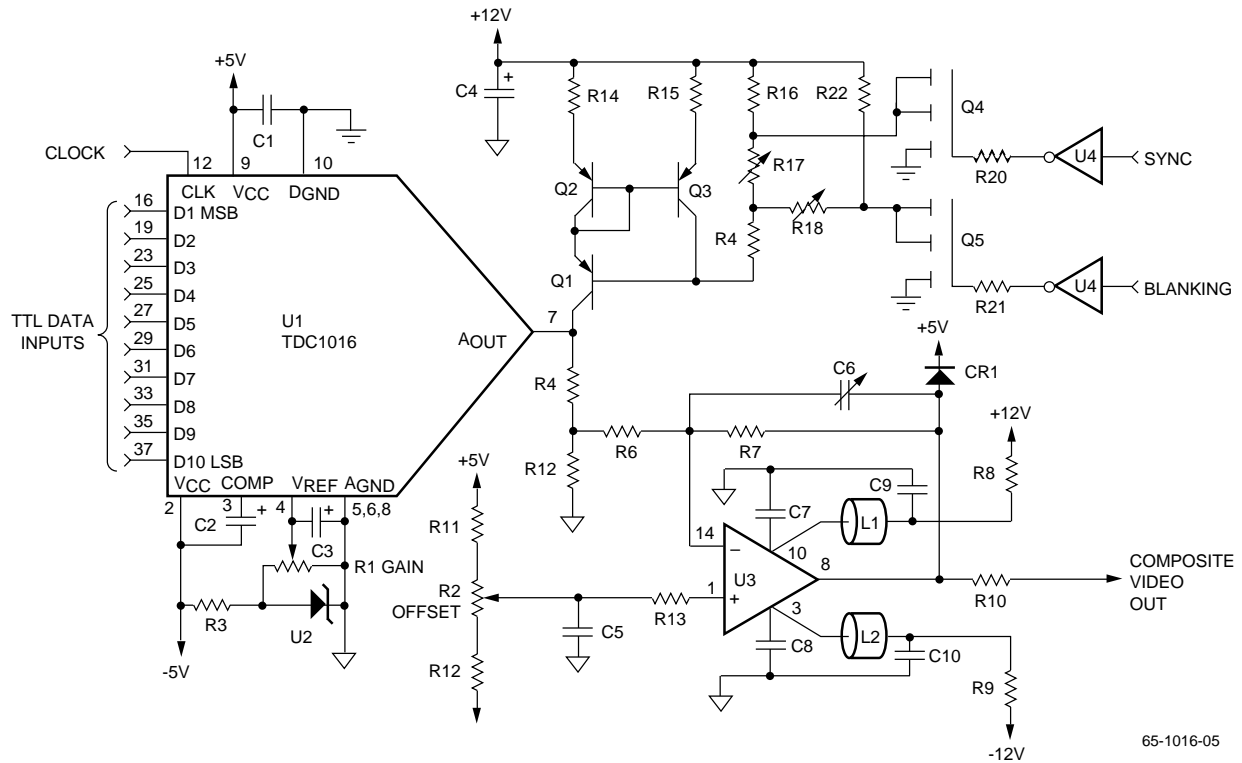 +12V
+5V
C4
+
R14
R15
R16
R22
Q4
C1
CLOCK
12
9
10
CLK
VCC
DGND
Q2
Q3
R17
R20
U4
SYNC
16
D1 MSB
19
D2
23
D3
25
D4
27
D5
29
D6
31
D7
33
D8
35
D9
37
D10 LSB
TTL DATA
INPUTS
U1
TDC1016
AOUT
7
Q1
R4
R18
Q5
R21
U4
BLANKING
+5V
CR1
C6
R4
R6
R7
+12V
R8
R12
VCC
COMP
VREF
AGND
2
3
+
4
+
5,6,8
C2
C3
R1 GAIN
R3
U2
-5V
+5V
R11
R2
OFFSET
R12
C5
R13
C9
C7
L1
14
−
10
U3
8
1
+
3
C8
L2
C10
R10
COMPOSITE
VIDEO
OUT
R9
-12V
65-1016-05